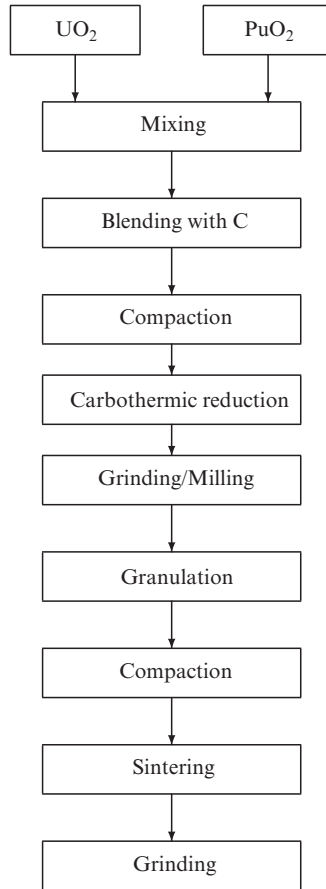 UO₂
PuO₂
Mixing
Blending with C
Compaction
Carbothermic reduction
Grinding/Milling
Granulation
Compaction
Sintering
Grinding